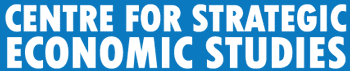 CENTRE FOR STRATEGIC
ECONOMIC STUDIES